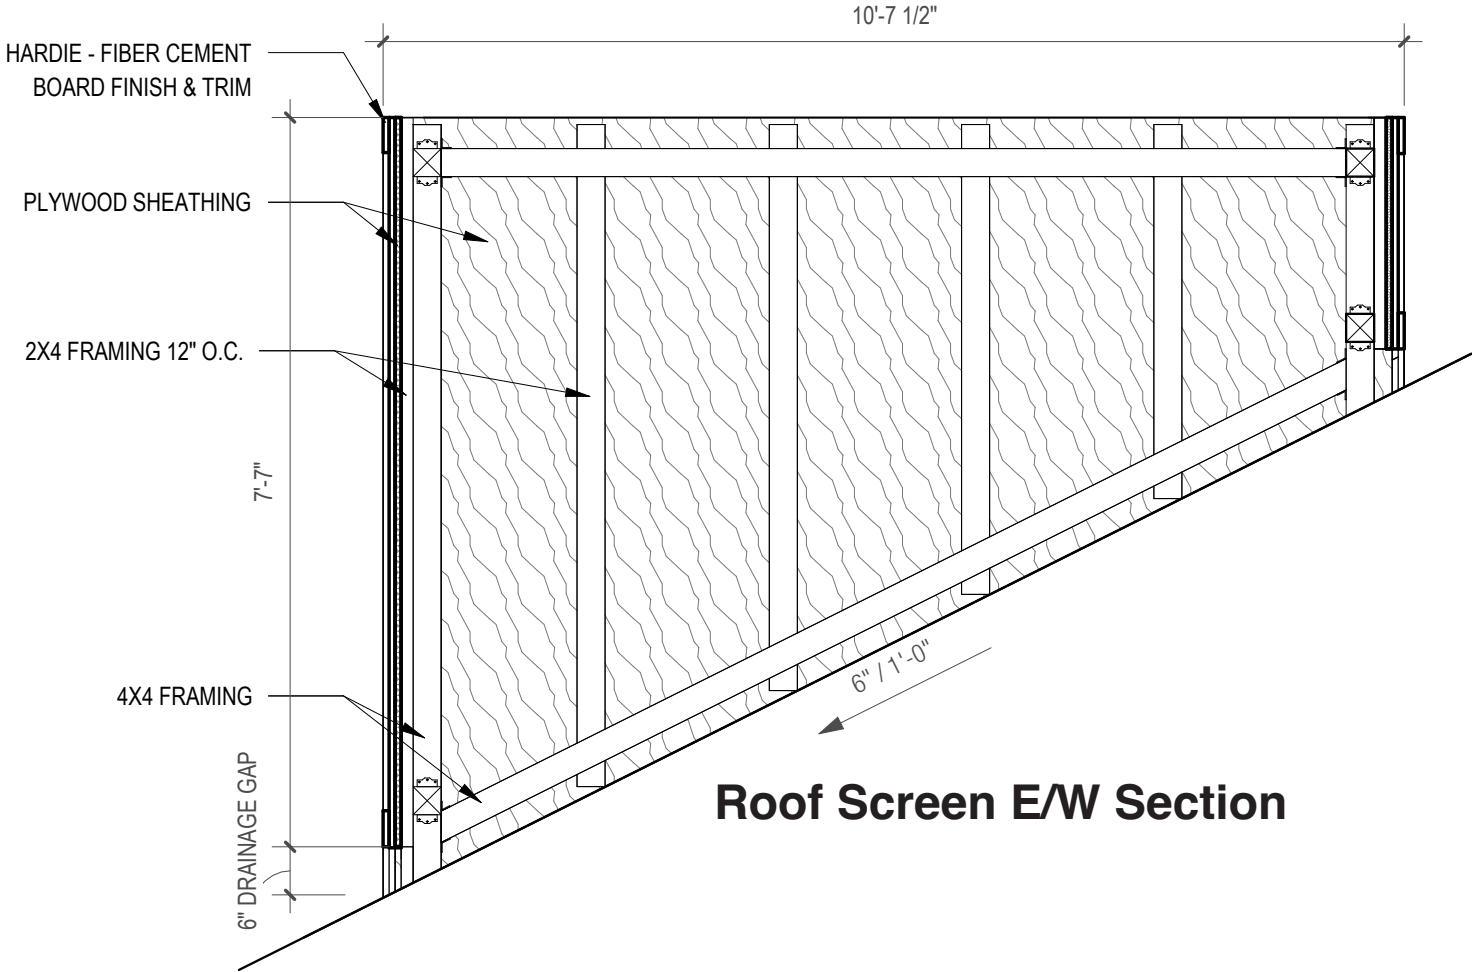 10'-7 1/2"
HARDIE - FIBER CEMENT
BOARD FINISH & TRIM
PLYWOOD SHEATHING
2X4 FRAMING 12" O.C.
7'-7"
4X4 FRAMING
6" / 1'-0"
6" DRAINAGE GAP
Roof Screen E/W Section